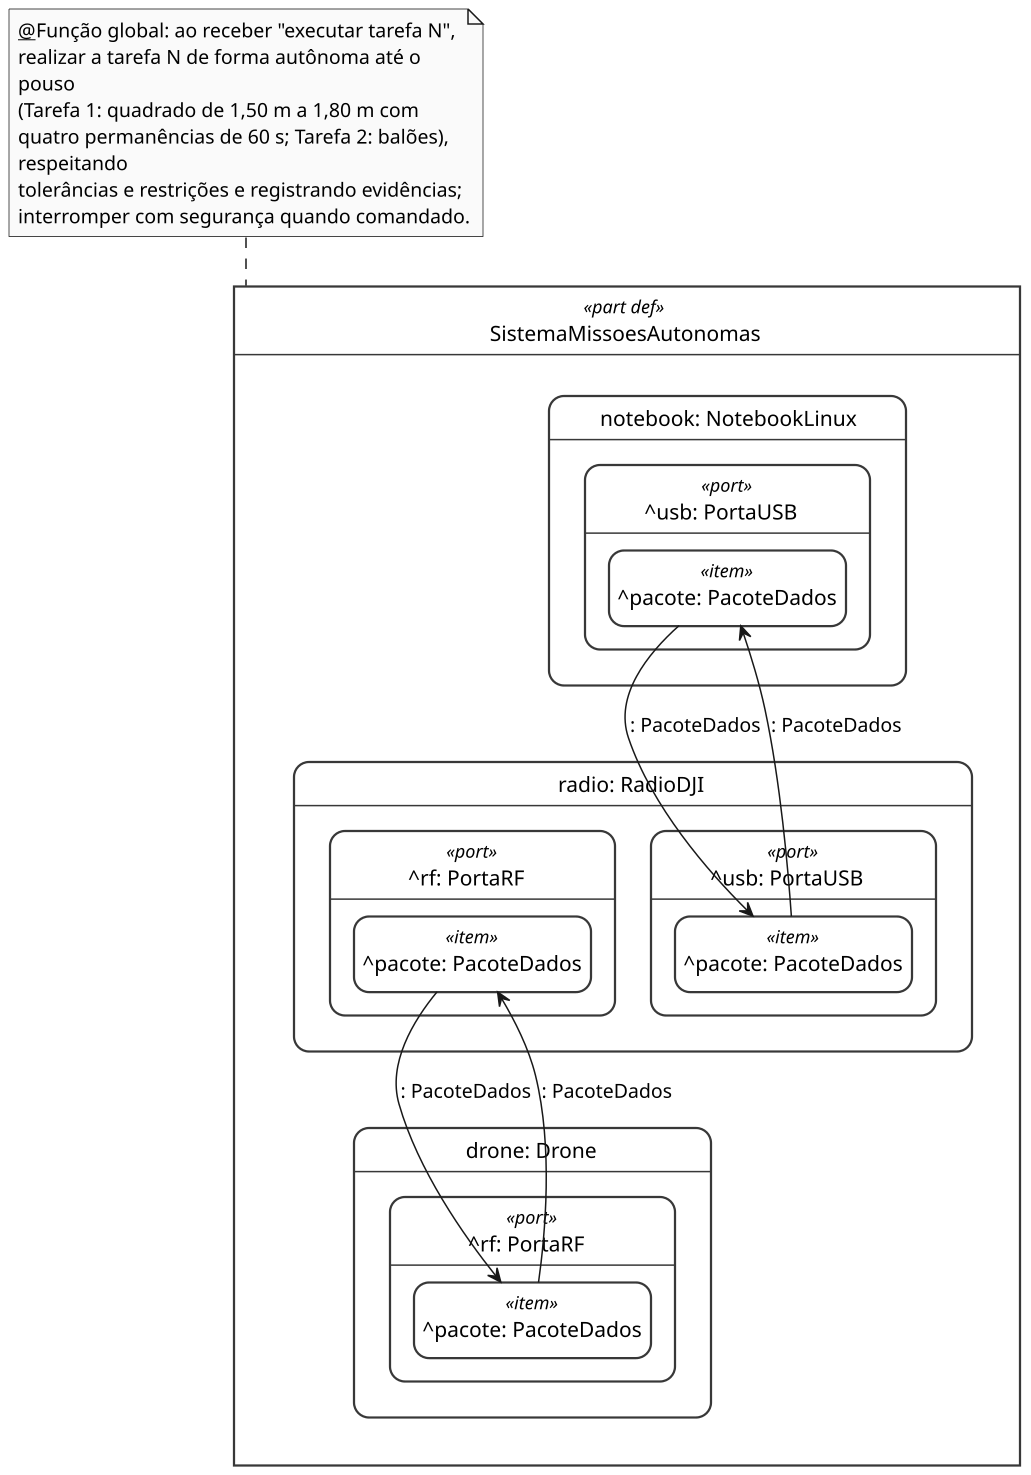 @Função global: ao receber "executar tarefa N",
realizar a tarefa N de forma autônoma até o
pouso
(Tarefa 1: quadrado de 1,50 m a 1,80 m com
quatro permanências de 60 s; Tarefa 2: balões),
respeitando
tolerâncias e restrições e registrando evidências;
interromper com segurança quando comandado.
«part def»
SistemaMissoesAutonomas
notebook: NotebookLinux
«port»
^usb: PortaUSB
«item»
^pacote: PacoteDados
: PacoteDados : PacoteDados
radio: RadioDJI
«port»
^rf: PortaRF
«item»
^pacote: PacoteDados
«port»
^usb: PortaUSB
«item»
^pacote: PacoteDados
: PacoteDados : PacoteDados
drone: Drone
«port»
^rf: PortaRF
«item»
^pacote: PacoteDados